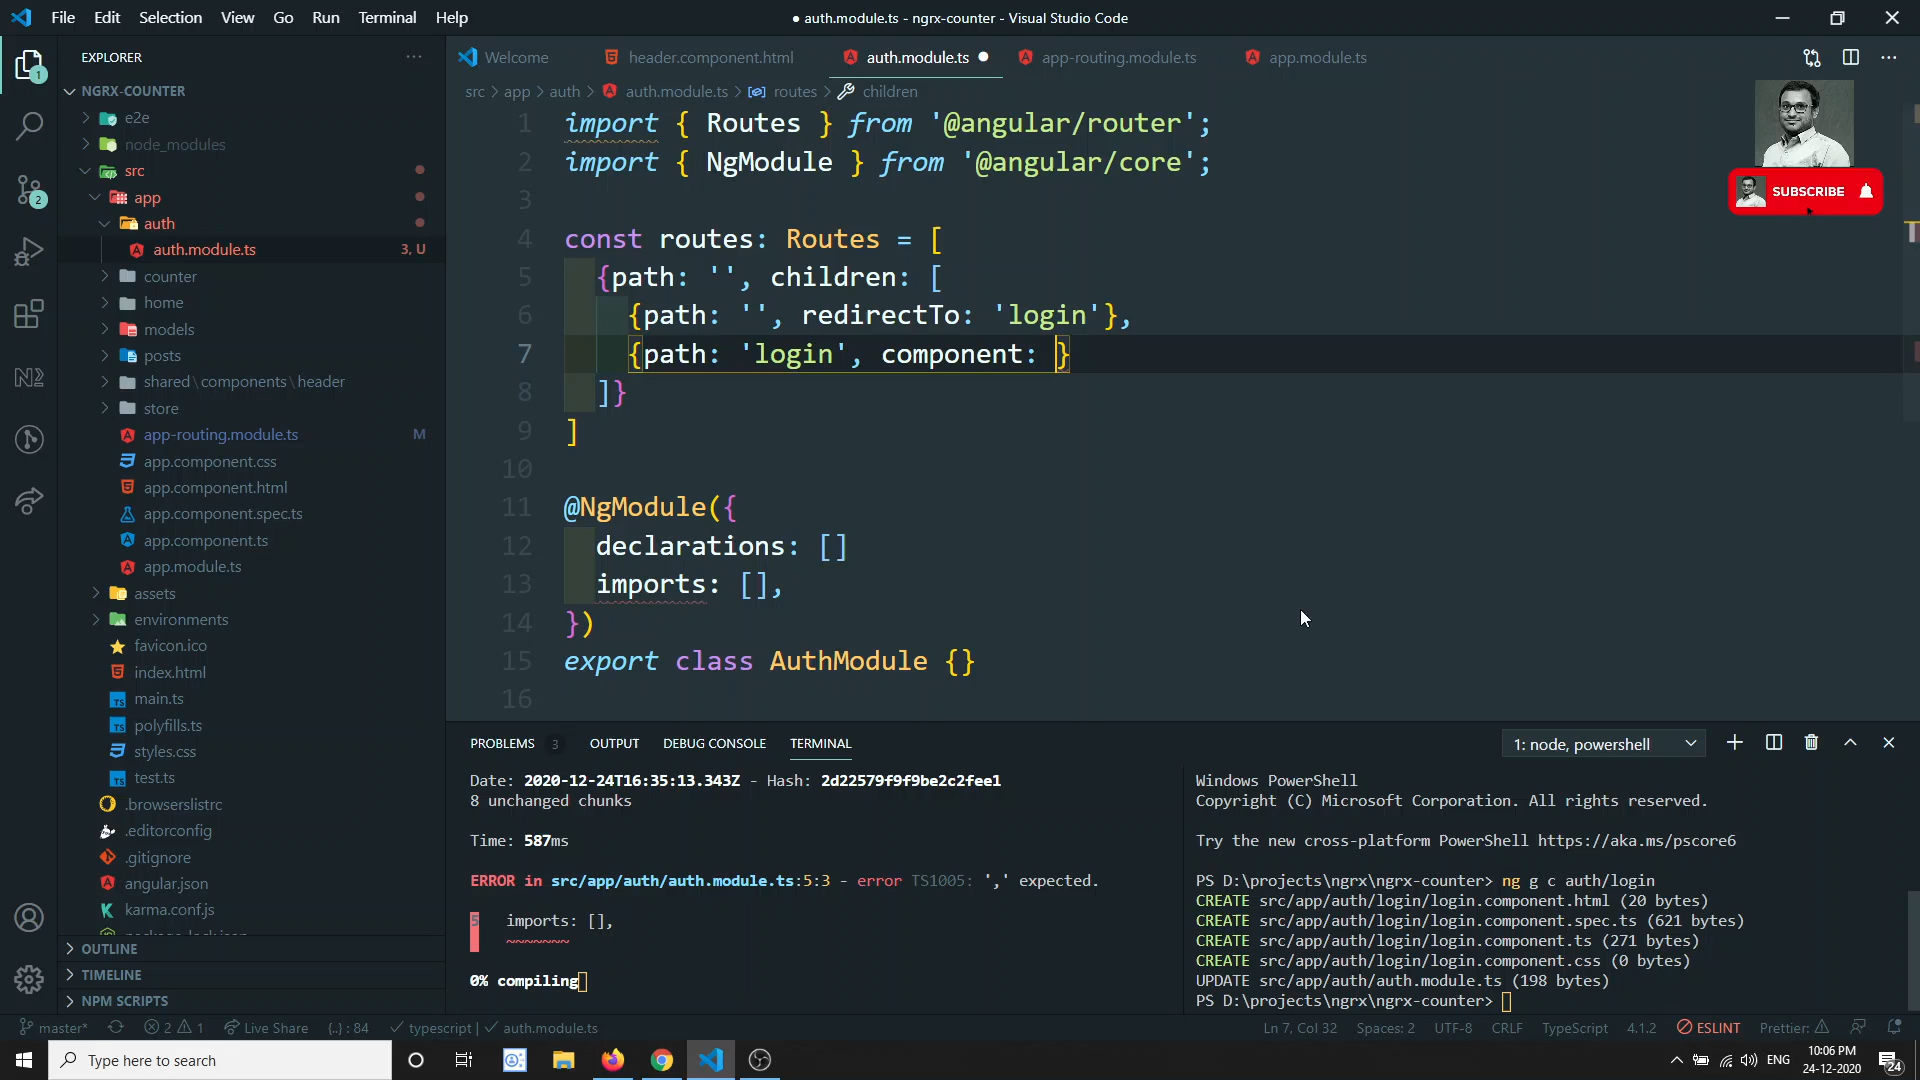 File Edit Selection View Go Run Terminal Help
● auth.module.ts - ngrx-counter - Visual Studio Code
EXPLORER
NGRX-COUNTER
e2e
node_modules
src
app
auth
auth.module.ts 3, U
counter
home
models
posts
shared\components\header
store
app-routing.module.ts M
app.component.css
app.component.html
app.component.spec.ts
app.component.ts
app.module.ts
assets
environments
favicon.ico
index.html
main.ts
polyfills.ts
styles.css
test.ts
.browserslistrc
.editorconfig
.gitignore
angular.json
karma.conf.js
package-lock.json
OUTLINE
TIMELINE
NPM SCRIPTS
1
2
Welcome
header.component.html
auth.module.ts ●
app-routing.module.ts
app.module.ts
src > app > auth > auth.module.ts > routes > children
1 import { Routes } from '@angular/router';
2 import { NgModule } from '@angular/core';
3
4 const routes: Routes = [
5 {path: '', children: [
6 {path: '', redirectTo: 'login'},
7 {path: 'login', component: }
8 ]}
9 ]
10
11 @NgModule({
12 declarations: []
13 imports: [],
14 })
15 export class AuthModule {}
16
SUBSCRIBE
PROBLEMS 3 OUTPUT DEBUG CONSOLE TERMINAL
1: node, powershell
Date: 2020-12-24T16:35:13.343Z - Hash: 2d22579f9f9be2c2fee1
8 unchanged chunks
Time: 587ms
ERROR in src/app/auth/auth.module.ts:5:3 - error TS1005: ',' expected.
5 imports: [],
~~~~~~~
0% compiling
Windows PowerShell
Copyright (C) Microsoft Corporation. All rights reserved.
Try the new cross-platform PowerShell https://aka.ms/pscore6
PS D:\projects\ngrx\ngrx-counter> ng g c auth/login
CREATE src/app/auth/login/login.component.html (20 bytes)
CREATE src/app/auth/login/login.component.spec.ts (621 bytes)
CREATE src/app/auth/login/login.component.ts (271 bytes)
CREATE src/app/auth/login/login.component.css (0 bytes)
UPDATE src/app/auth/auth.module.ts (198 bytes)
PS D:\projects\ngrx\ngrx-counter>
master* 2 1 Live Share {..} : 84 typescript | auth.module.ts
Ln 7, Col 32 Spaces: 2 UTF-8 CRLF TypeScript 4.1.2 ESLINT Prettier:
Type here to search
ENG
10:06 PM
24-12-2020
24